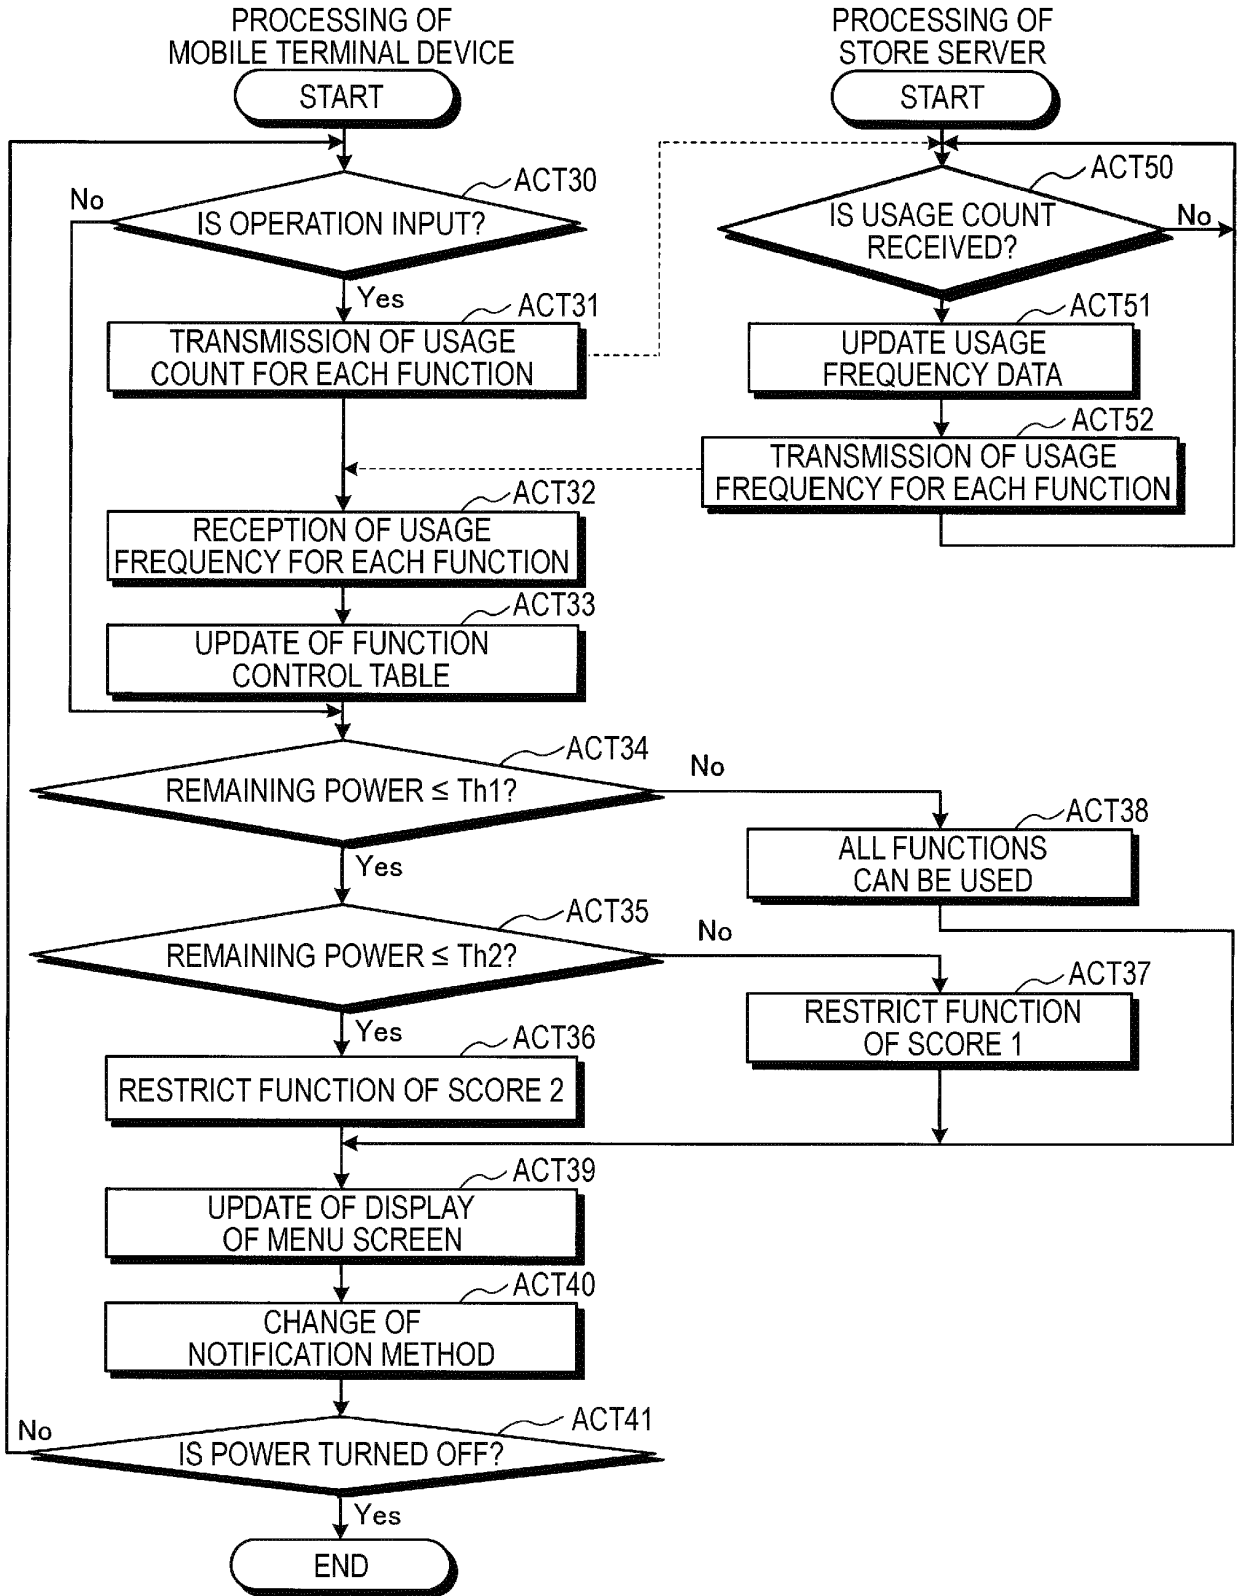 PROCESSING OF
MOBILE TERMINAL DEVICE
START
ACT30
No
IS OPERATION INPUT?
Yes
ACT31
TRANSMISSION OF USAGE
COUNT FOR EACH FUNCTION
ACT32
RECEPTION OF USAGE
FREQUENCY FOR EACH FUNCTION
ACT33
UPDATE OF FUNCTION
CONTROL TABLE
ACT34
REMAINING POWER ≤ Th1?
No
Yes
ACT35
REMAINING POWER ≤ Th2?
No
Yes
ACT36
RESTRICT FUNCTION OF SCORE 2
ACT38
ALL FUNCTIONS
CAN BE USED
ACT37
RESTRICT FUNCTION
OF SCORE 1
ACT39
UPDATE OF DISPLAY
OF MENU SCREEN
ACT40
CHANGE OF
NOTIFICATION METHOD
ACT41
No
IS POWER TURNED OFF?
Yes
END
PROCESSING OF
STORE SERVER
START
ACT50
IS USAGE COUNT
RECEIVED?
No
ACT51
UPDATE USAGE
FREQUENCY DATA
ACT52
TRANSMISSION OF USAGE
FREQUENCY FOR EACH FUNCTION